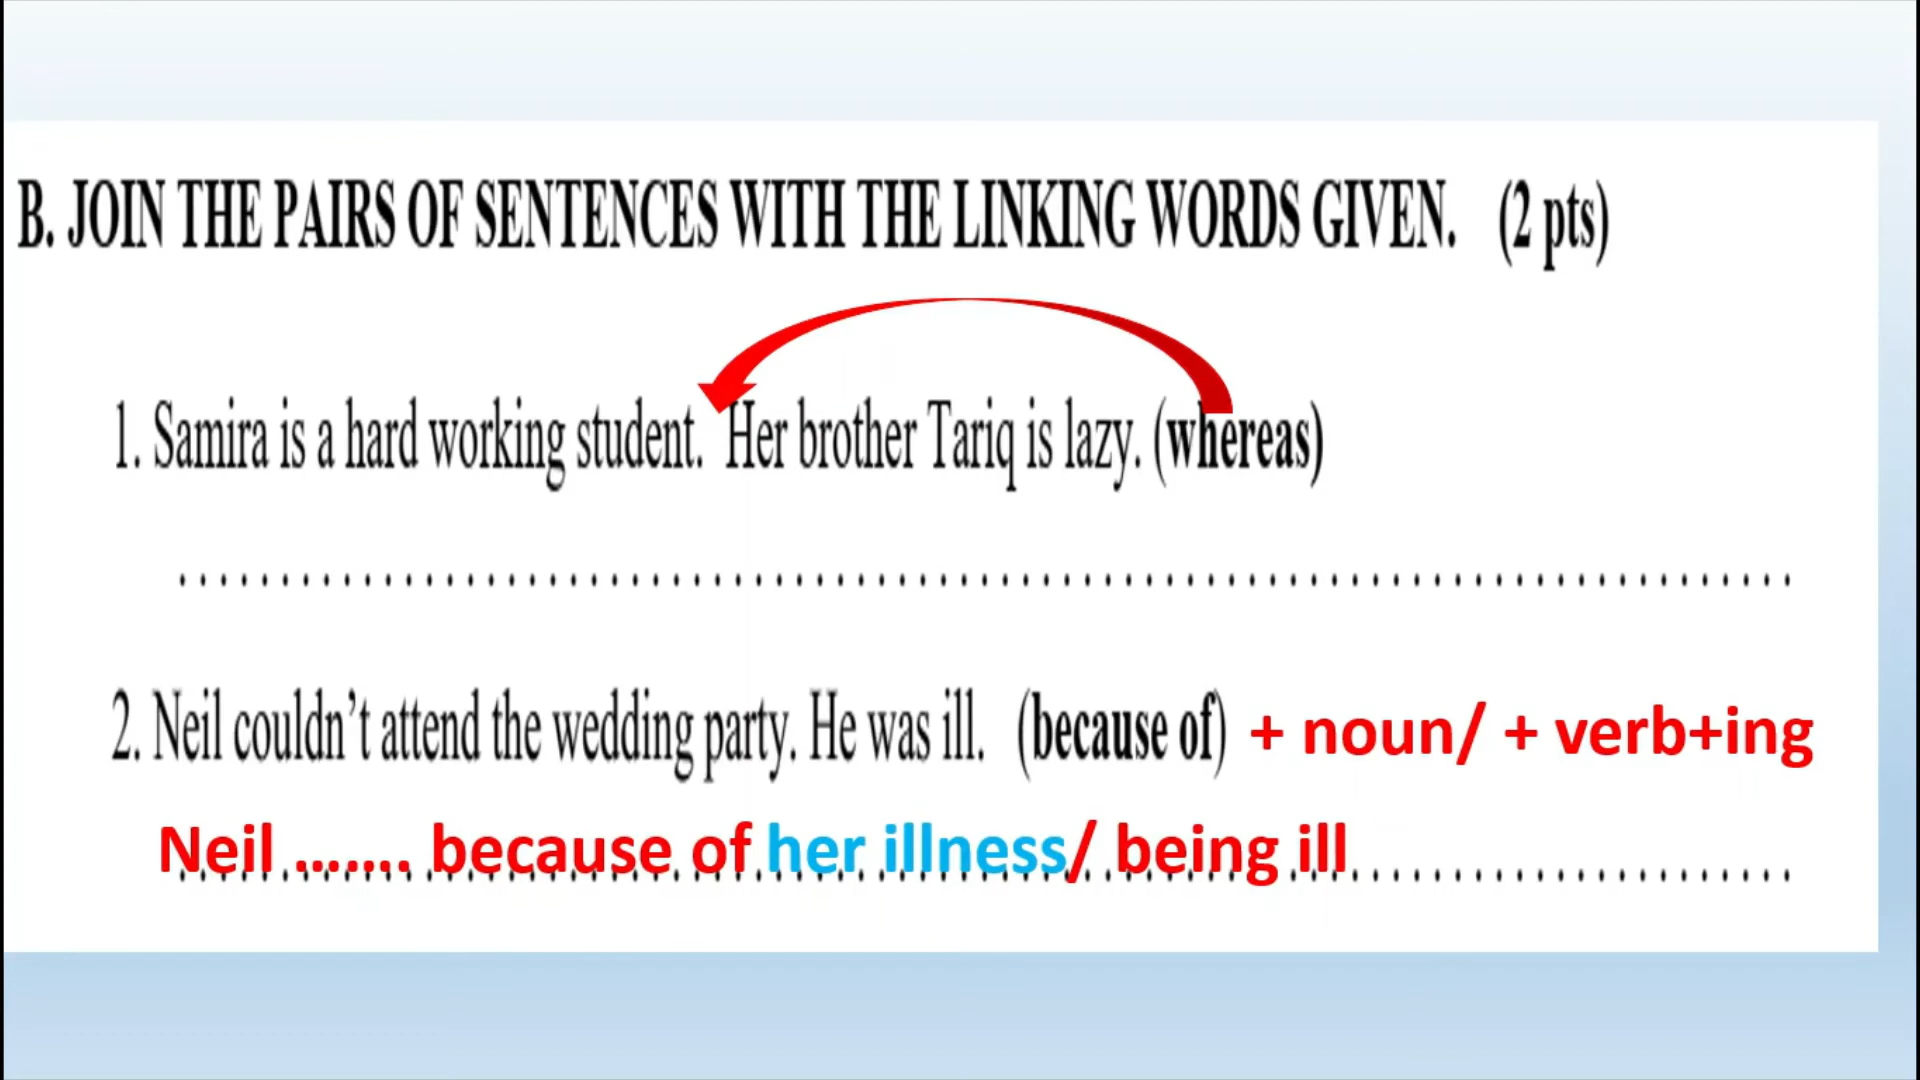 B. JOIN THE PAIRS OF SENTENCES WITH THE LINKING WORDS GIVEN. (2 pts)
1. Samira is a hard working student. Her brother Tariq is lazy. (whereas)
................................................................................
2. Neil couldn’t attend the wedding party. He was ill. (because of) + noun/ + verb+ing
Neil ....... because of her illness/ being ill ......................